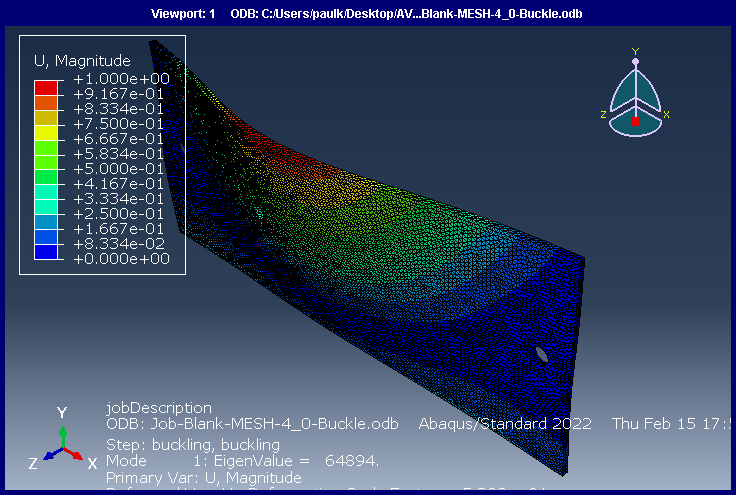 Viewport: 1 ODB: C:/Users/paulk/Desktop/AV...Blank-MESH-4_0-Buckle.odb
U, Magnitude
+1.000e+00
+9.167e-01
+8.334e-01
+7.500e-01
+6.667e-01
+5.834e-01
+5.000e-01
+4.167e-01
+3.334e-01
+2.500e-01
+1.667e-01
+8.334e-02
+0.000e+00
Y
Z X
Y
Z X
jobDescription
ODB: Job-Blank-MESH-4_0-Buckle.odb Abaqus/Standard 2022 Thu Feb 15 17:
Step: buckling, buckling
Mode 1: EigenValue = 64894.
Primary Var: U, Magnitude